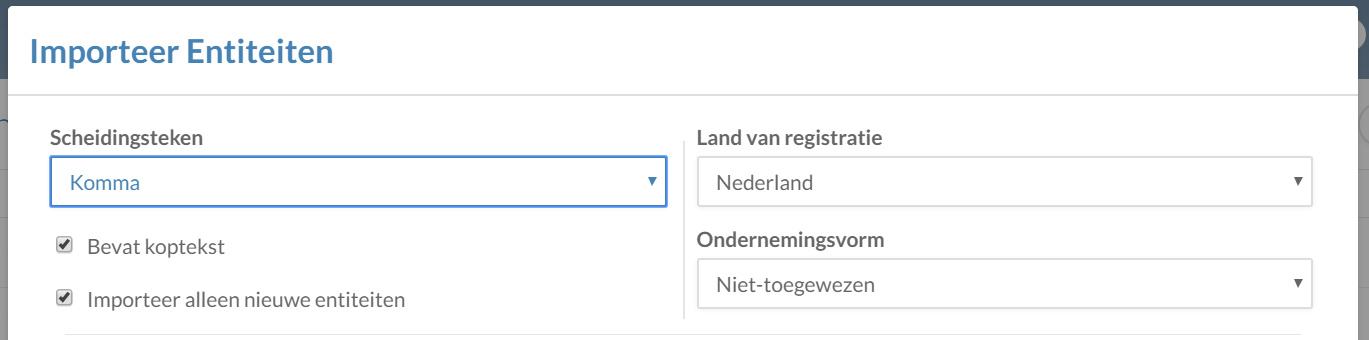 Importeer Entiteiten
Scheidingsteken
Komma
Bevat koptekst
Importeer alleen nieuwe entiteiten
Land van registratie
Nederland
Ondernemingsvorm
Niet-toegewezen